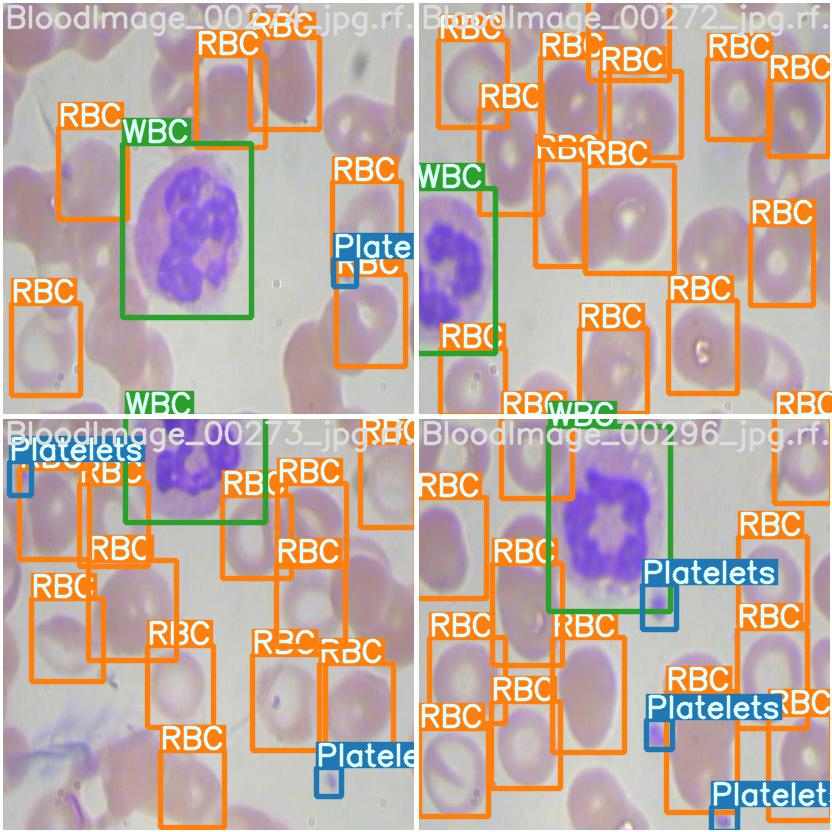 BloodImage_00274_jpg.rf.
RBC
RBC
RBC
WBC
RBC
Plate
RBC
RBC
BloodImage_00272_jpg.rf.
RBC
RBC
RBC
RBC
RBC
RBC
RBC
RBC
WBC
RBC
RBC
RBC
RBC
RBC
RBC
WBC
BloodImage_00273_jpg.rf.
RBC
Platelets
RBC
RBC
RBC
RBC
RBC
RBC
RBC
RBC
RBC
RBC
RBC
Platele
WBC
BloodImage_00296_jpg.rf.
RBC
RBC
RBC
Platelets
RBC
RBC
RBC
RBC
RBC
RBC
Platelets
RBC
Platelet